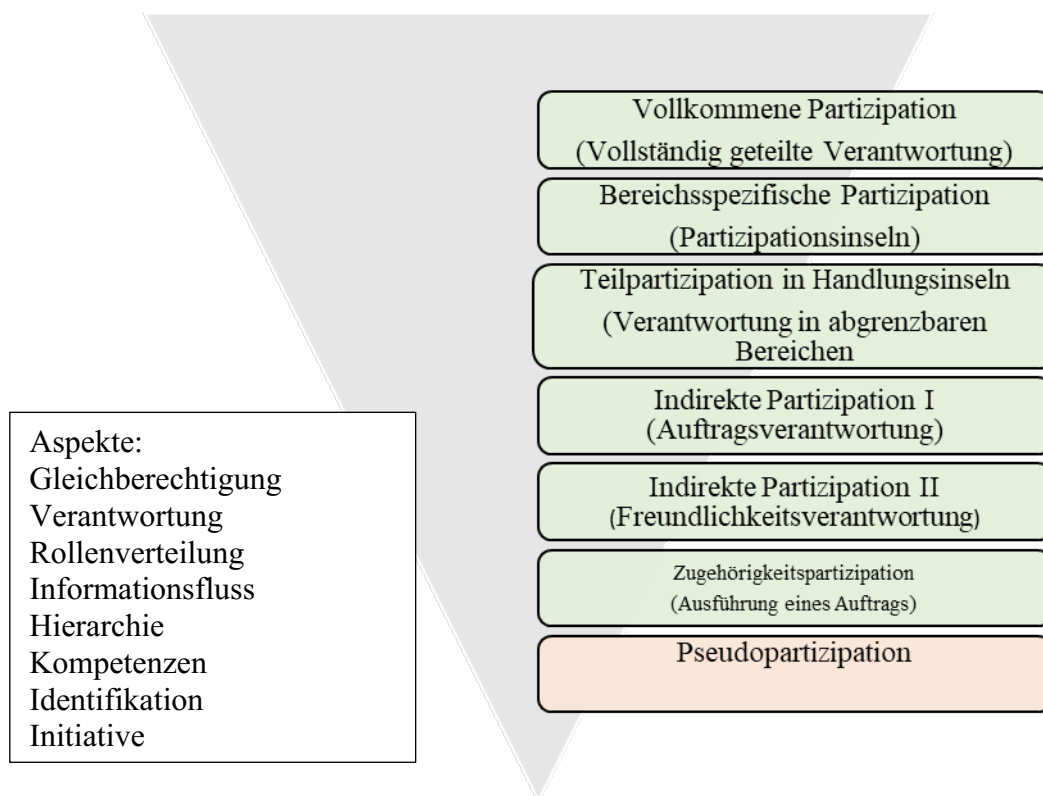 Vollkommene Partizipation
(Vollständig geteilte Verantwortung)
Bereichsspezifische Partizipation
(Partizipationsinseln)
Teilpartizipation in Handlungsinseln
(Verantwortung in abgrenzbaren
Bereichen
Indirekte Partizipation I
(Auftragsverantwortung)
Indirekte Partizipation II
(Freundlichkeitsverantwortung)
Zugehörigkeitspartizipation
(Ausführung eines Auftrags)
Pseudopartizipation
Aspekte:
Gleichberechtigung
Verantwortung
Rollenverteilung
Informationsfluss
Hierarchie
Kompetenzen
Identifikation
Initiative